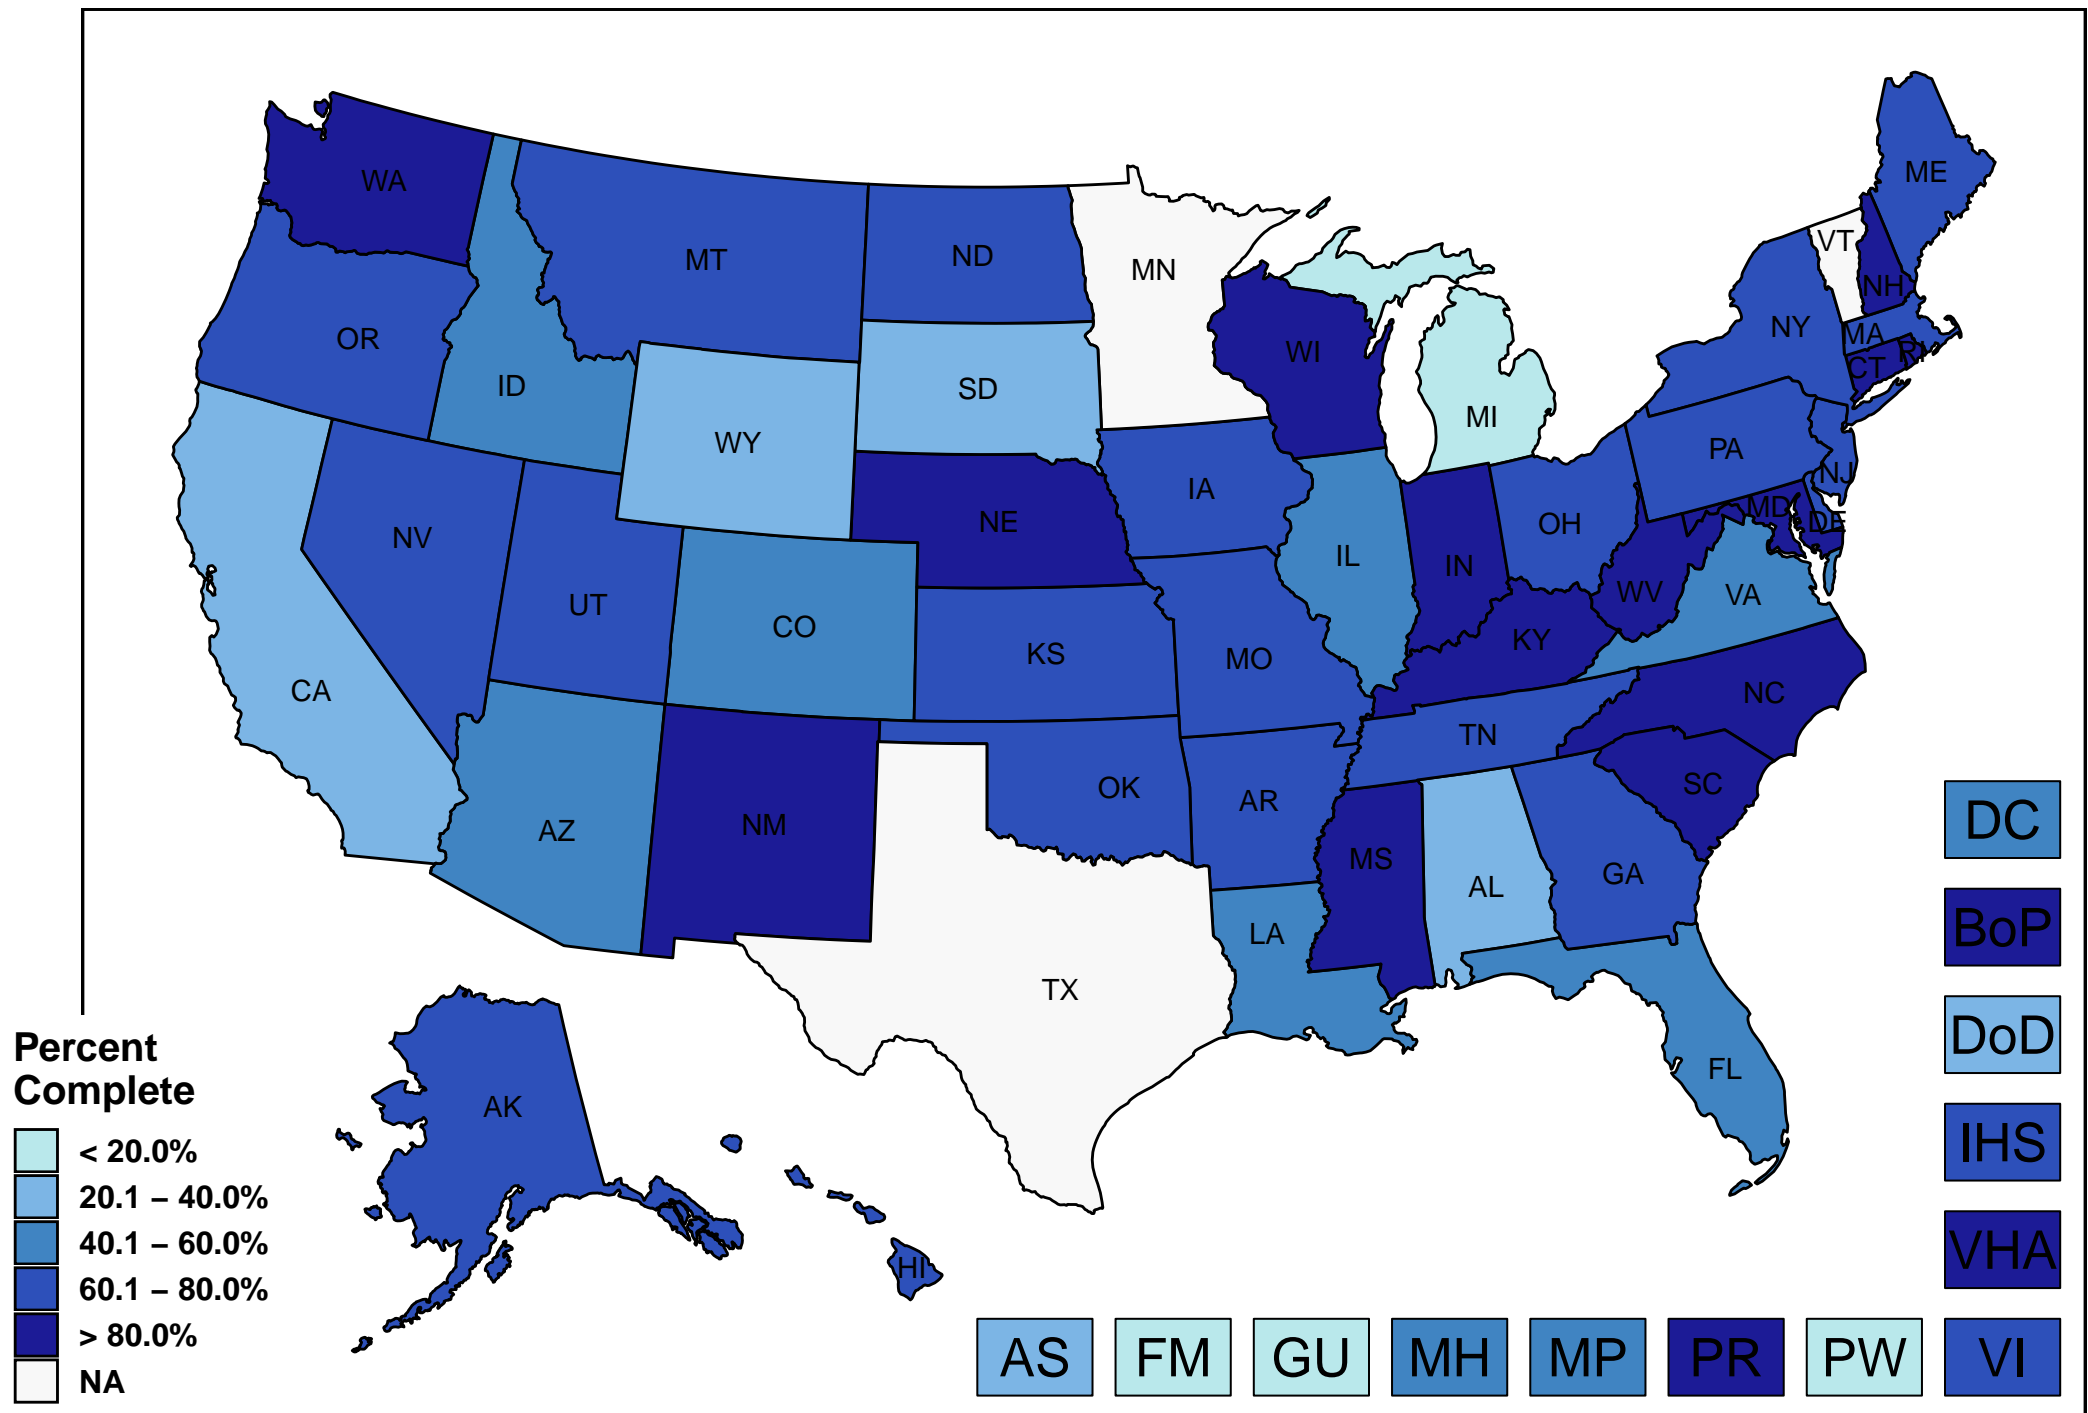 WA
ME
VT
MT
ND
MN
NH
OR
NY
MA
WI
RI
CT
ID
SD
MI
WY
PA
NJ
IA
NE
MD
DE
NV
OH
IL
IN
UT
WV
VA
CO
KY
KS
MO
CA
NC
TN
SC
OK
AR
DC
AZ
NM
MS
GA
AL
LA
BoP
TX
DoD
FL
Percent
Complete
AK
IHS
< 20.0%
20.1 – 40.0%
40.1 – 60.0%
60.1 – 80.0%
> 80.0%
NA
HI
VHA
AS FM GU MH MP PR PW VI